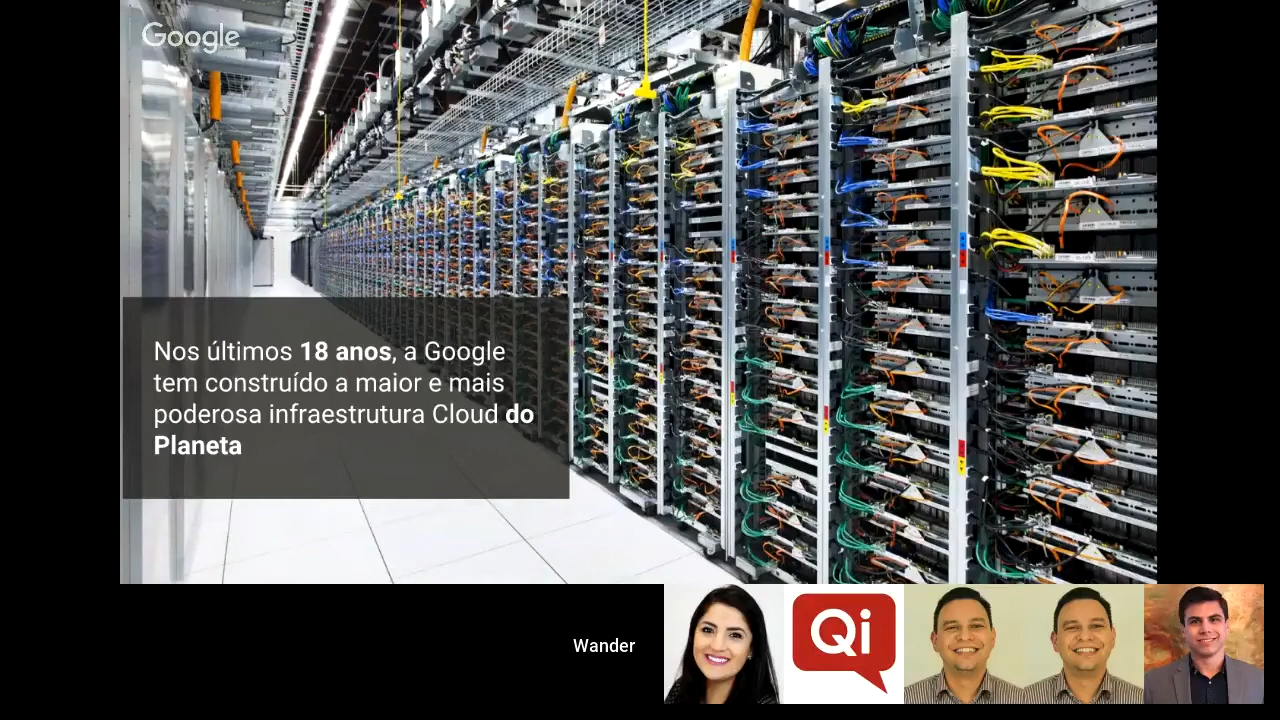 Google
Nos últimos 18 anos, a Google
tem construído a maior e mais
poderosa infraestrutura Cloud do
Planeta
Wander
Qi